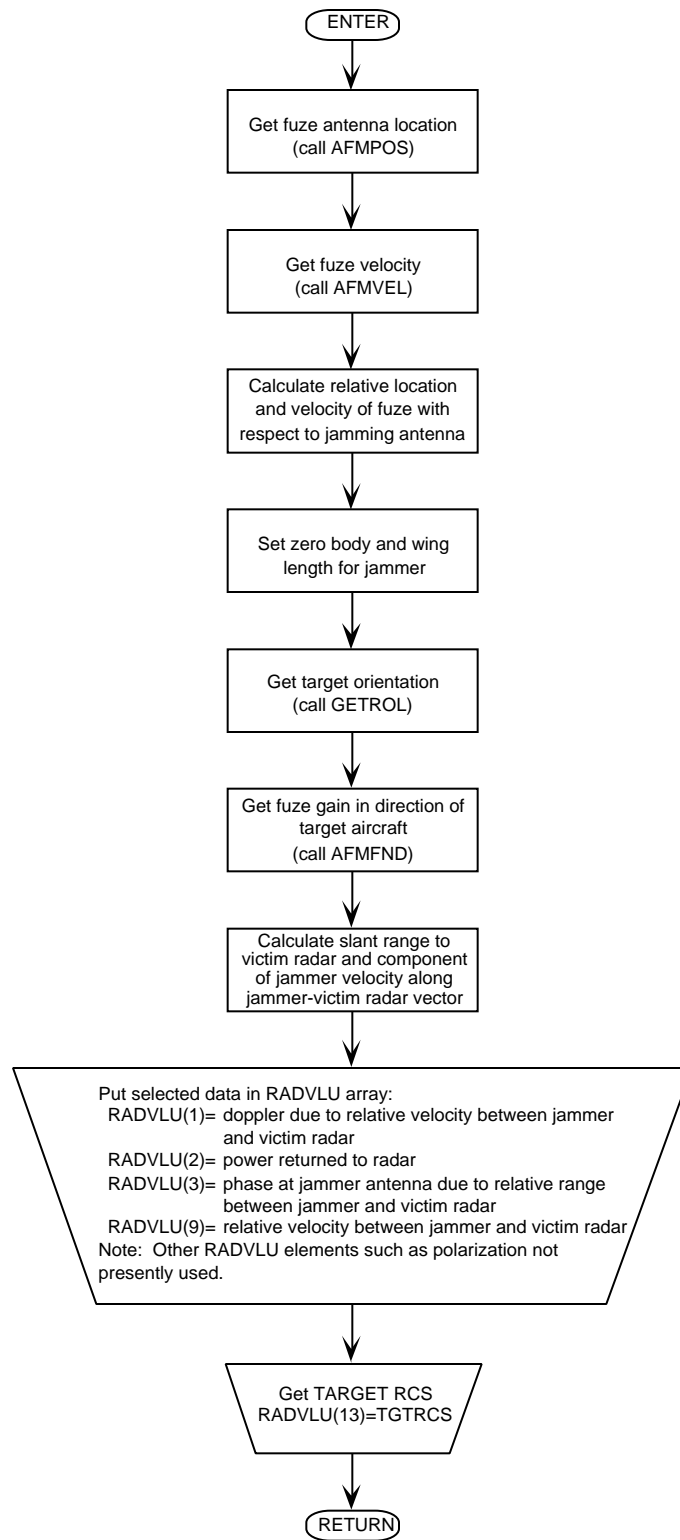 ENTER
Get fuze antenna location
(call AFMPOS)
Get fuze velocity
(call AFMVEL)
Calculate relative location
and velocity of fuze with
respect to jamming antenna
Set zero body and wing
length for jammer
Get target orientation
(call GETROL)
Get fuze gain in direction of
target aircraft
(call AFMFND)
Calculate slant range to
victim radar and component
of jammer velocity along
jammer-victim radar vector
Put selected data in RADVLU array:
RADVLU(1)= doppler due to relative velocity between jammer
and victim radar
RADVLU(2)= power returned to radar
RADVLU(3)= phase at jammer antenna due to relative range
between jammer and victim radar
RADVLU(9)= relative velocity between jammer and victim radar
Note: Other RADVLU elements such as polarization not
presently used.
Get TARGET RCS
RADVLU(13)=TGTRCS
RETURN